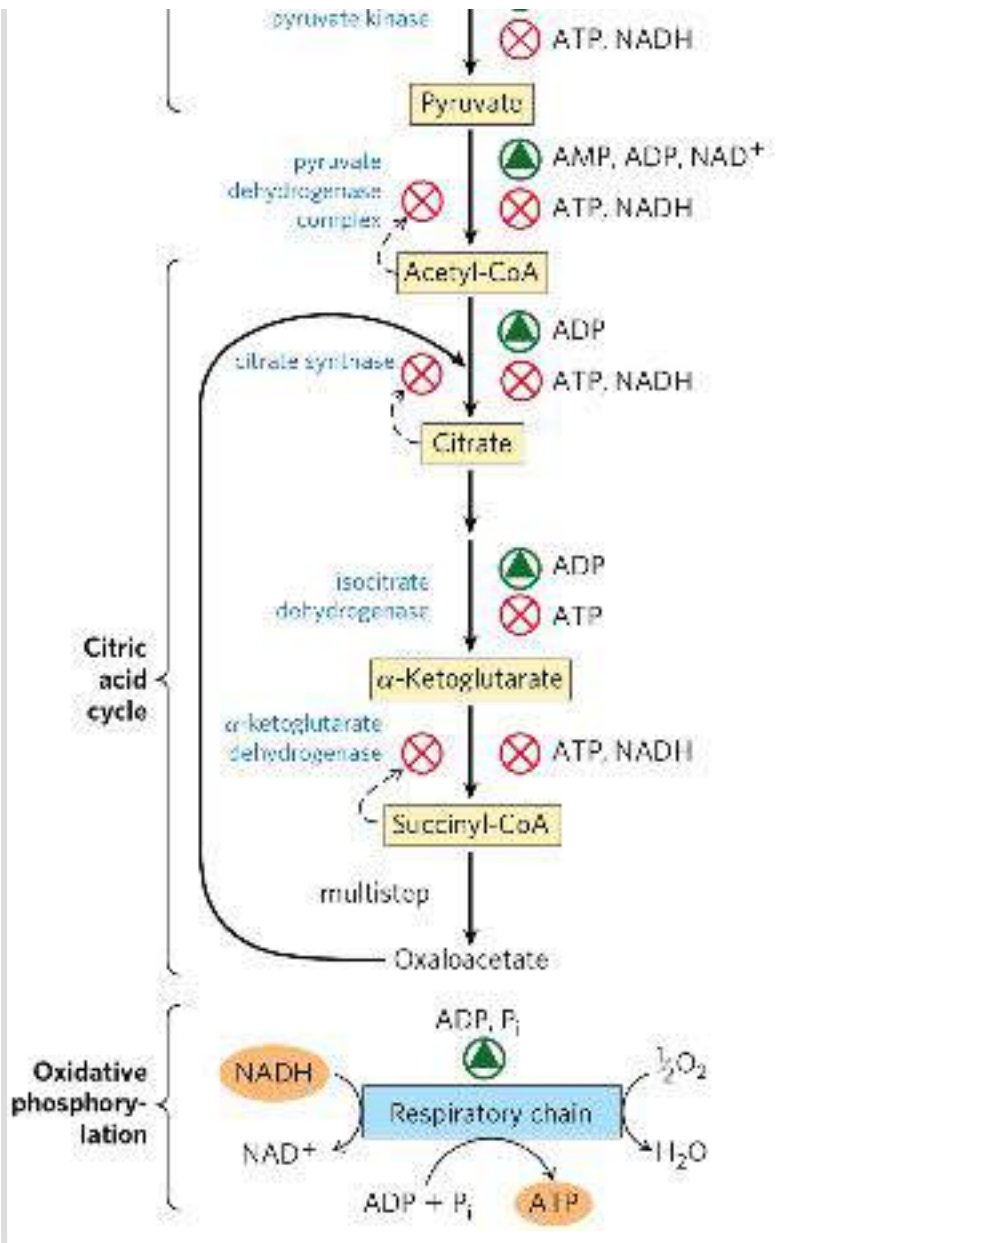 pyruvate kinase
ATP, NADH
Pyruvate
AMP, ADP, NAD+
pyruvate
dehydrogenase
complex
ATP, NADH
Acetyl-CoA
ADP
citrate synthase
ATP, NADH
Citrate
ADP
isocitrate
dehydrogenase
ATP
Citric
acid
cycle
α-Ketoglutarate
α-ketoglutarate
dehydrogenase
ATP, NADH
Succinyl-CoA
multistep
Oxaloacetate
ADP, Pi
Oxidative
phosphory-
lation
NADH
½O2
Respiratory chain
NAD+
H2O
ADP + Pi
ATP